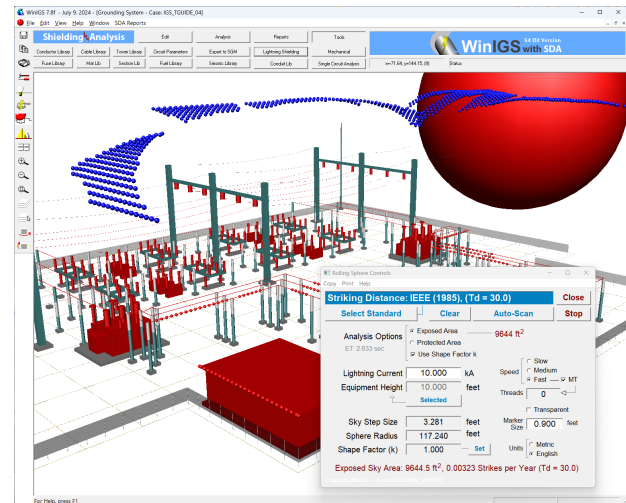 WinIGS 7.8f - July 9. 2024 - [Grounding System - Case: IGS_TGUIDE_04)
File Edit View Help Window SDA Reports
Shielding Analysis
Edit Analysis Reports Tools
Conductor Library Cable Library Tower Library Circuit Parameters Export to SGM Lightning Shielding Mechanical
Fuse Library Mat Lib Section Lib Fuel Library Seismic Library Conduit Lib Single Circuit Analysis
WinIGS with SDA
64 Bit Version
x=-71.64, y=144.15, (ft) Status
Rolling Sphere Controls
Copy Print Help
Striking Distance: IEEE (1985), (Td = 30.0) Close
Select Standard Clear Auto-Scan Stop
Analysis Options
Exposed Area 9644 ft2
Protected Area
Use Shape Factor k
ET: 2.633 sec
Speed
Slow
Medium
Fast MT
Threads 0
Lightning Current 10.000 kA
Equipment Height 10.000 feet
Selected
Transparent
Marker Size 0.900 feet
Sky Step Size 3.281 feet
Sphere Radius 117.240 feet
Shape Factor (k) 1.000 Set
Units
Metric
English
Exposed Sky Area: 9644.5 ft2, 0.00323 Strikes per Year (Td = 30.0)
For Help, press F1